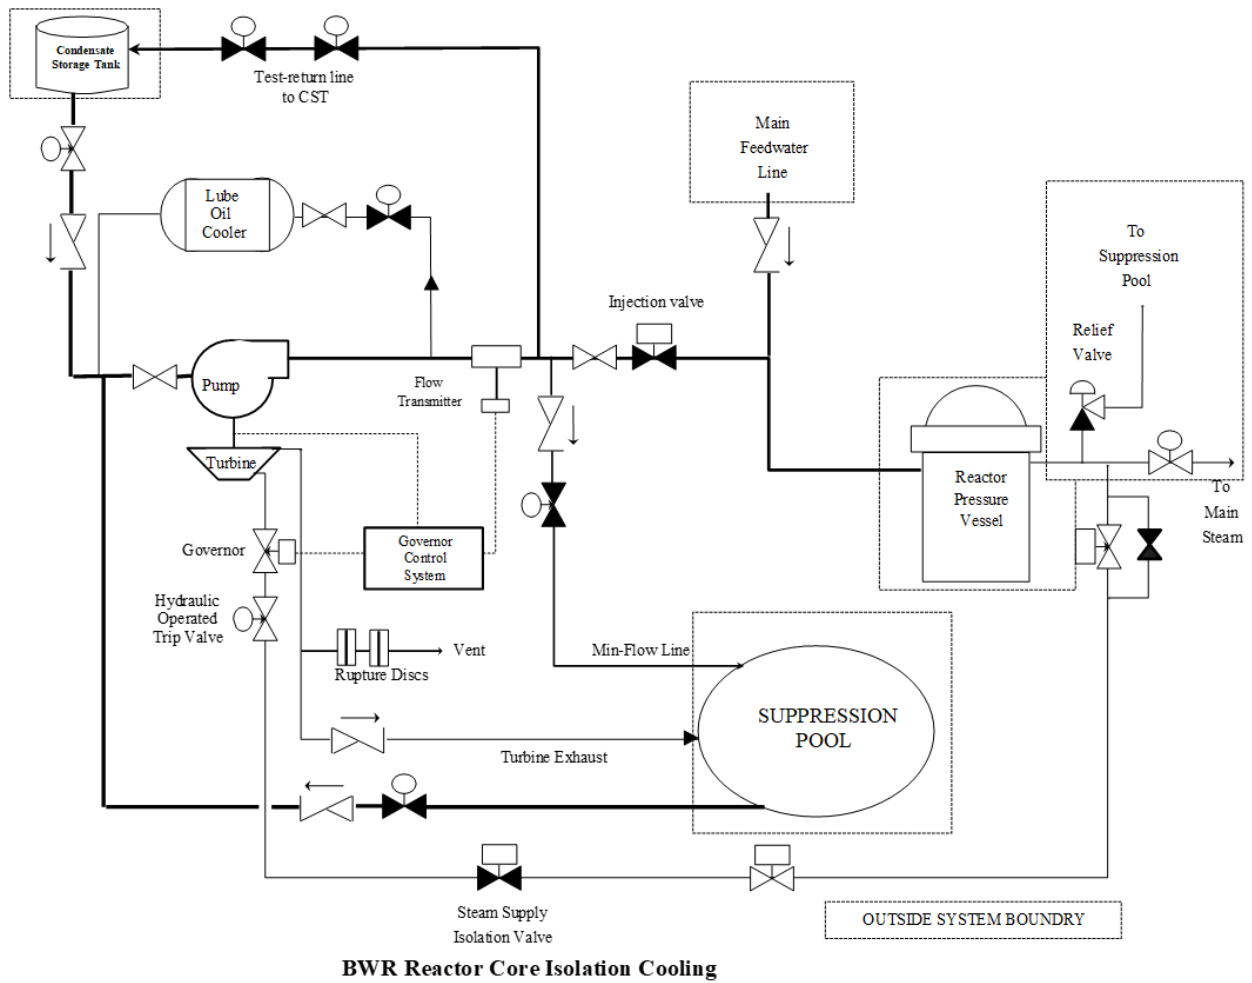 Condensate
Storage Tank
Test-return line
to CST
Main
Feedwater
Line
Lube
Oil
Cooler
To
Suppression
Pool
Injection valve
Relief
Valve
Pump
Flow
Transmitter
Turbine
Reactor
Pressure
Vessel
To
Main
Steam
Governor
Governor
Control
System
Hydraulic
Operated
Trip Valve
Vent
Rupture Discs
Min-Flow Line
SUPPRESSION
POOL
Turbine Exhaust
Steam Supply
Isolation Valve
OUTSIDE SYSTEM BOUNDRY
BWR Reactor Core Isolation Cooling